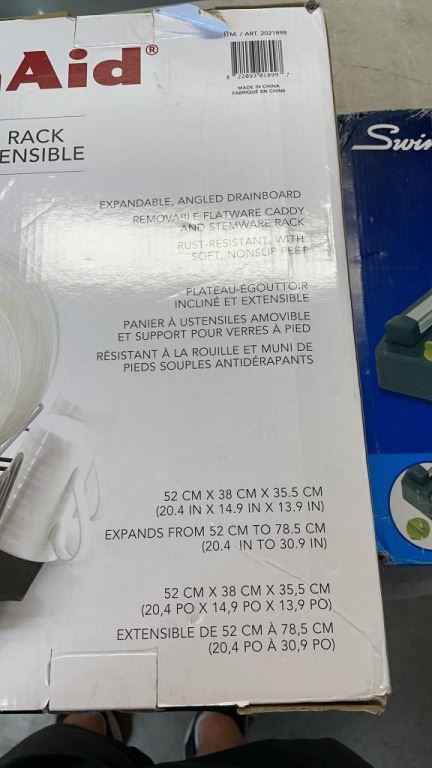 ITM. / ART. 2021898
Aid®
8 22093 01899 7
MADE IN CHINA
FABRIQUÉ EN CHINE
RACK
ENSIBLE
Swin
EXPANDABLE, ANGLED DRAINBOARD
REMOVABLE FLATWARE CADDY
AND STEMWARE RACK
RUST-RESISTANT, WITH
SOFT, NONSLIP FEET
PLATEAU-ÉGOUTTOIR
INCLINÉ ET EXTENSIBLE
PANIER À USTENSILES AMOVIBLE
ET SUPPORT POUR VERRES À PIED
RÉSISTANT À LA ROUILLE ET MUNI DE
PIEDS SOUPLES ANTIDÉRAPANTS
52 CM X 38 CM X 35.5 CM
(20.4 IN X 14.9 IN X 13.9 IN)
EXPANDS FROM 52 CM TO 78.5 CM
(20.4 IN TO 30.9 IN)
52 CM X 38 CM X 35,5 CM
(20,4 PO X 14,9 PO X 13,9 PO)
EXTENSIBLE DE 52 CM À 78,5 CM
(20,4 PO À 30,9 PO)